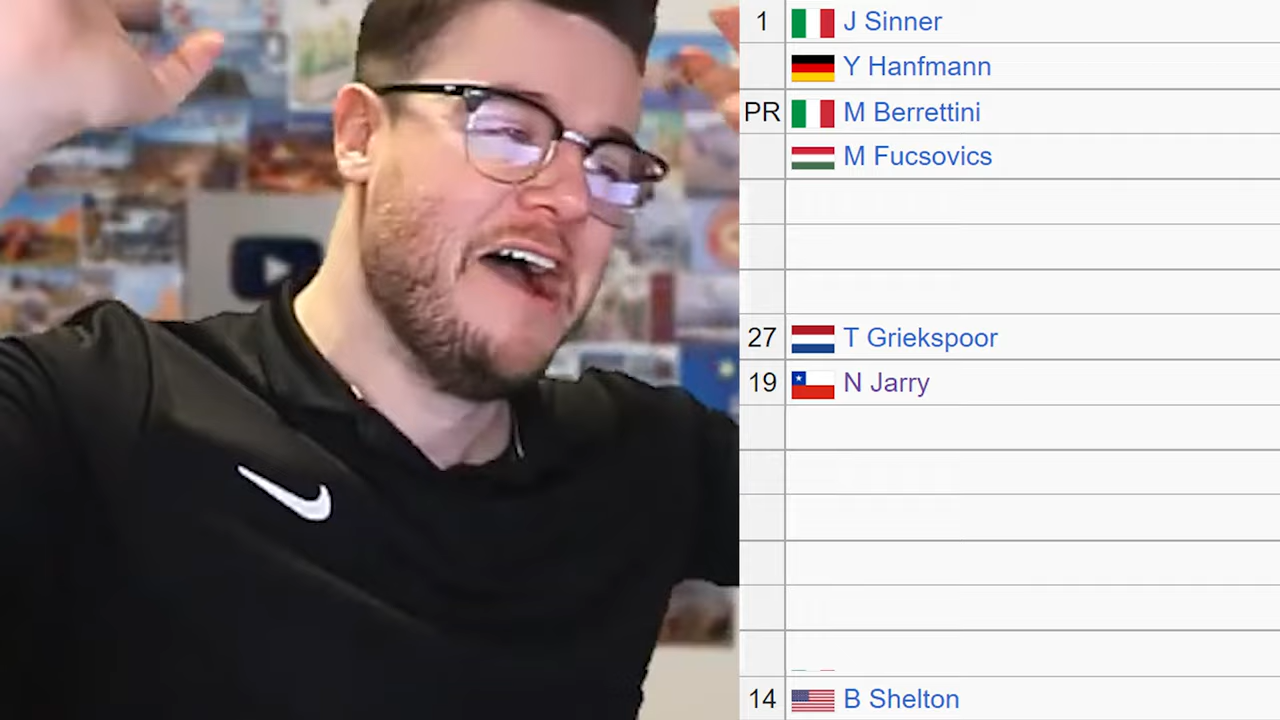 1 J Sinner
Y Hanfmann
PR M Berrettini
M Fucsovics
27 T Griekspoor
19 N Jarry
14 B Shelton